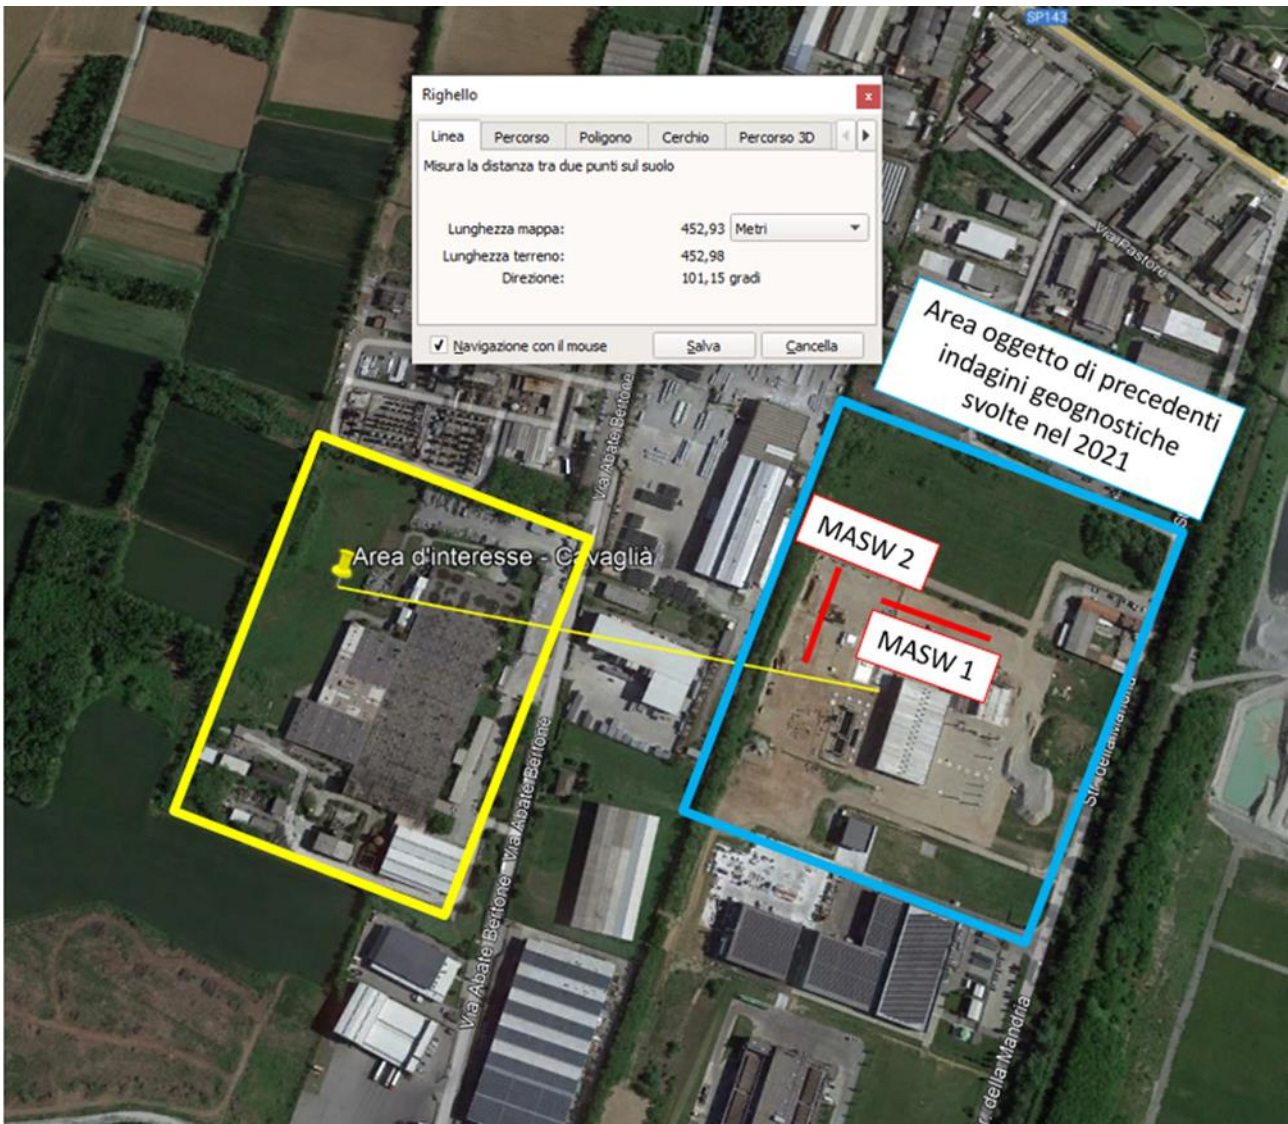 SP143
Righello
x
Linea
Percorso
Poligono
Cerchio
Percorso 3D
Misura la distanza tra due punti sul suolo
Lunghezza mappa: 452,93 Metri
Lunghezza terreno: 452,98
Direzione: 101,15 gradi
Navigazione con il mouse
Salva
Cancella
Via Pastore
Area oggetto di precedenti
indagini geognostiche
svolte nel 2021
Via Abate Bertone
MASW 2
Area d'interesse - Cavaglià
MASW 1
Str. della Mandria
Via Abate Bertone
Via Abate Bertone
r. della Mandria